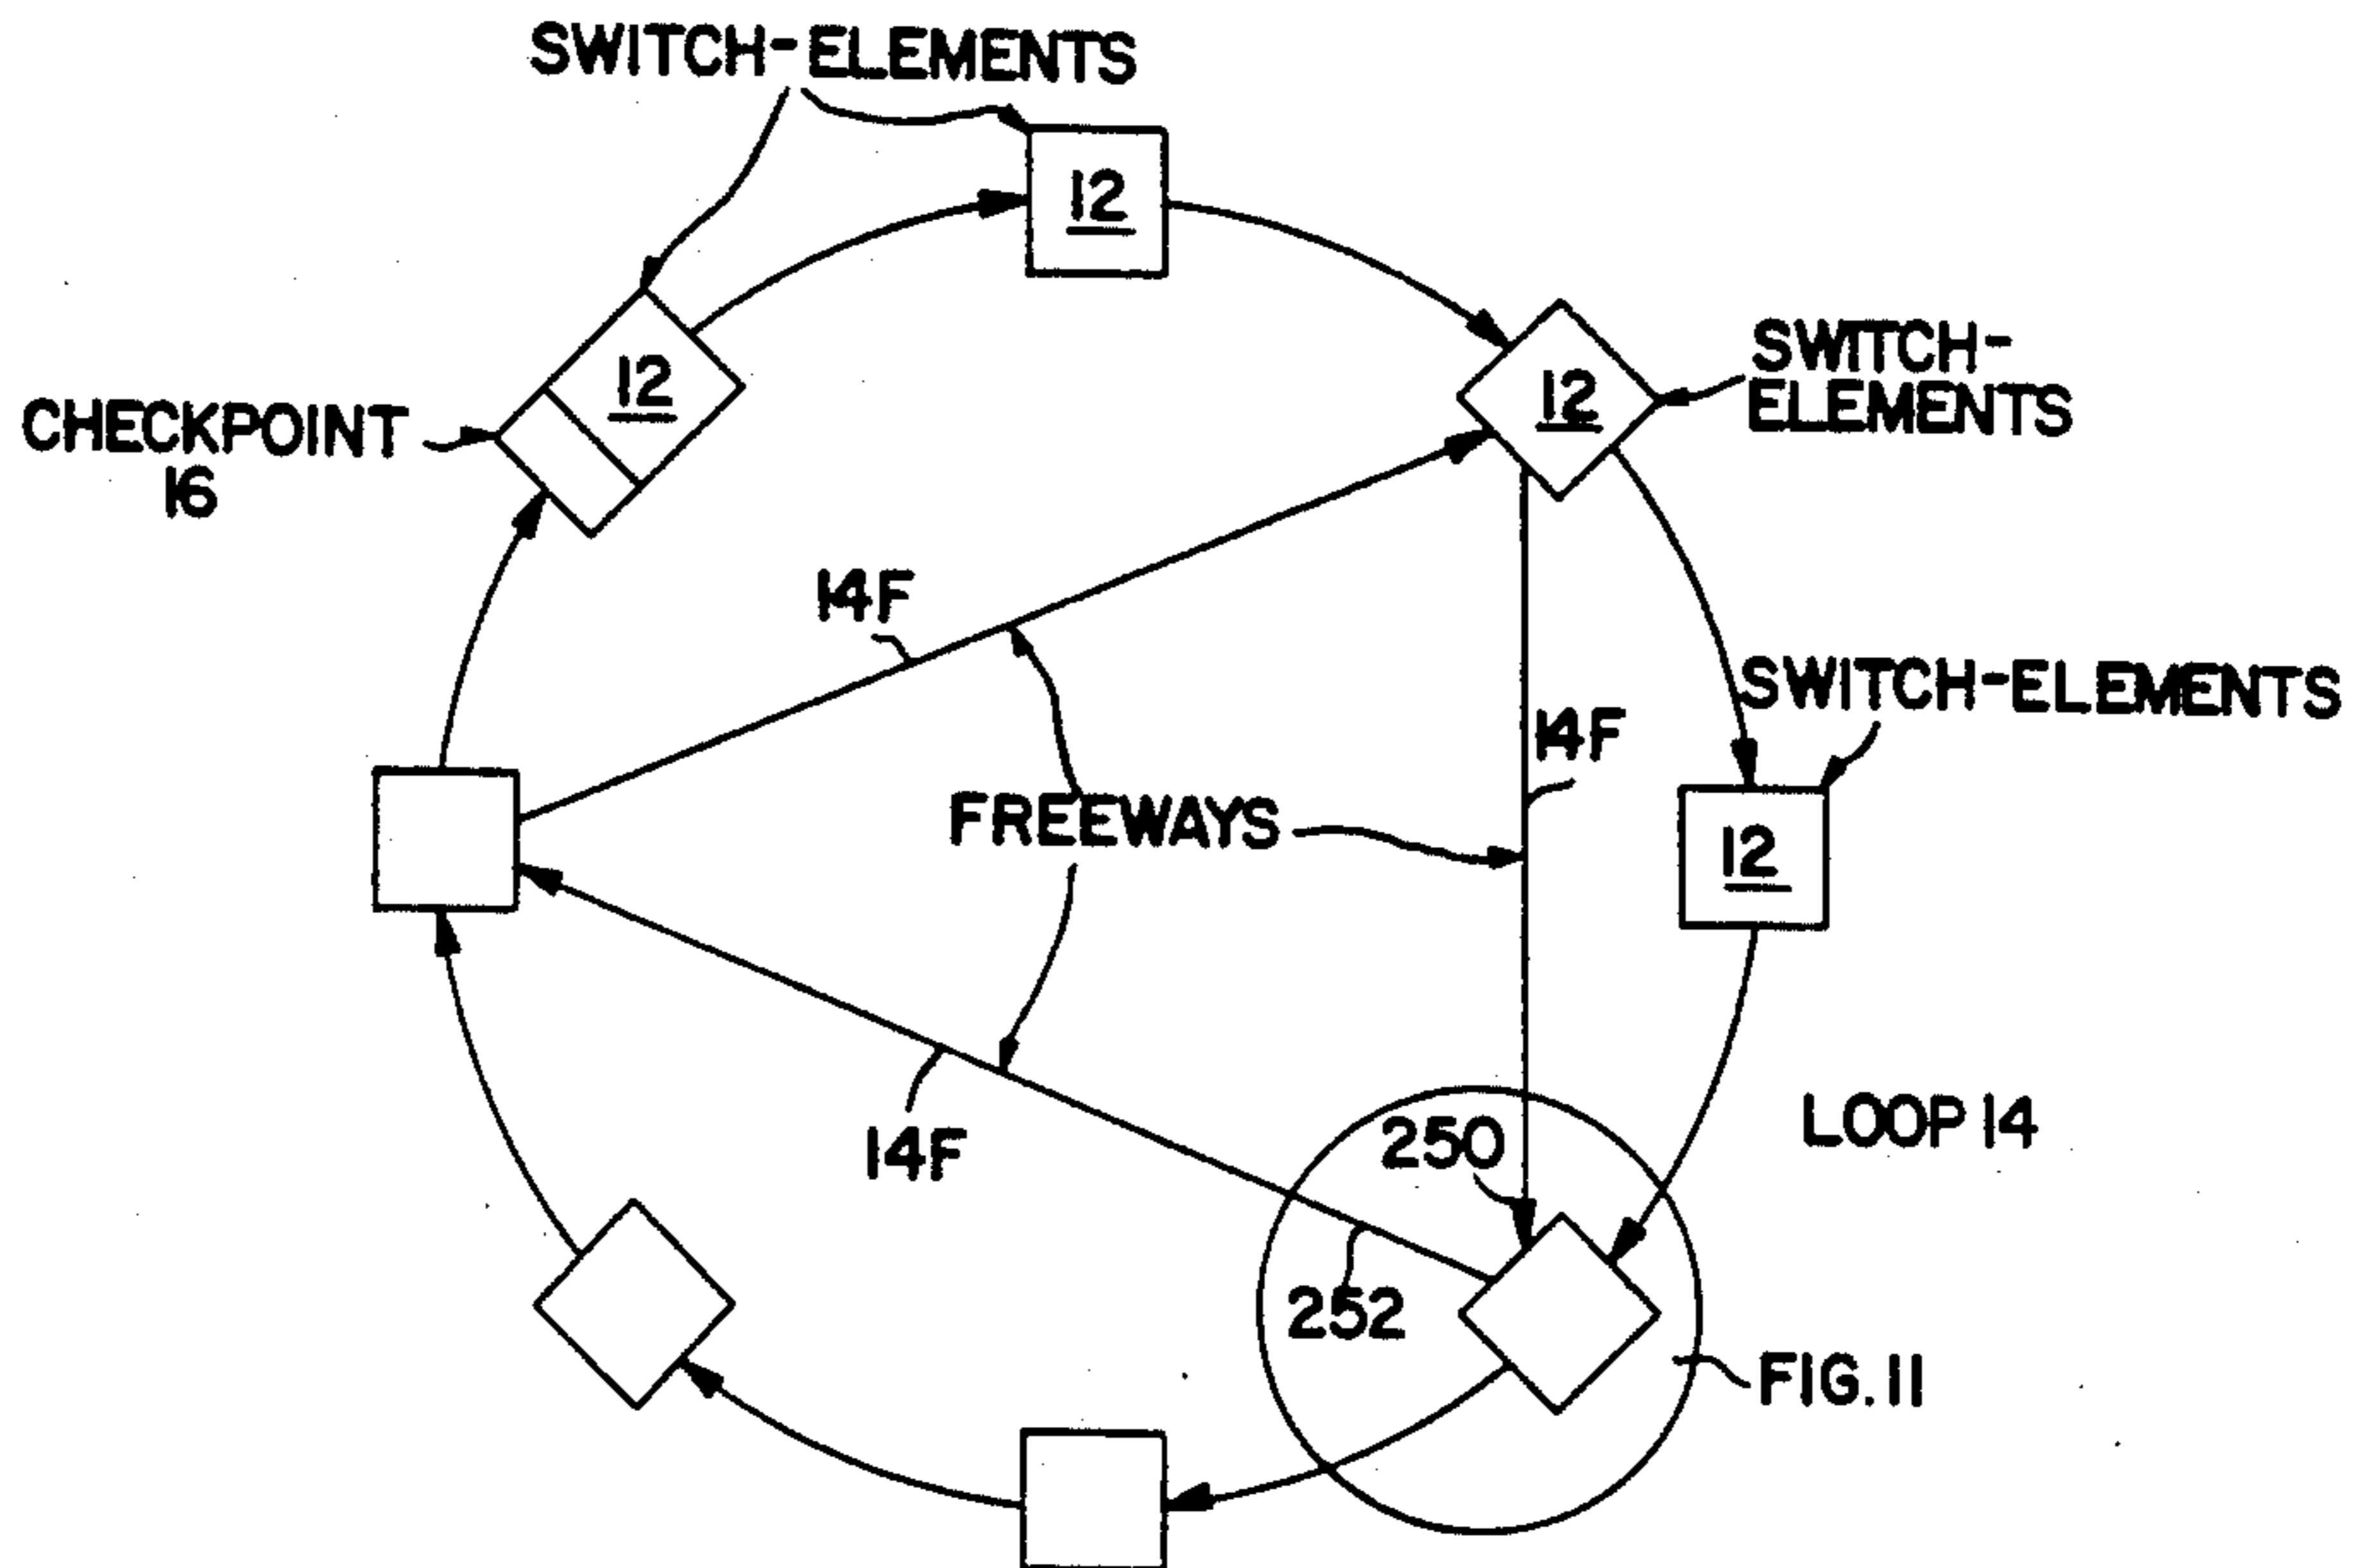 SWITCH-ELEMENTS
12
12
12
SWITCH-
ELEMENTS
CHECKPOINT
16
14F
SWITCH-ELEMENTS
14F
FREEWAYS
12
LOOP 14
250
14F
252
FIG. 11